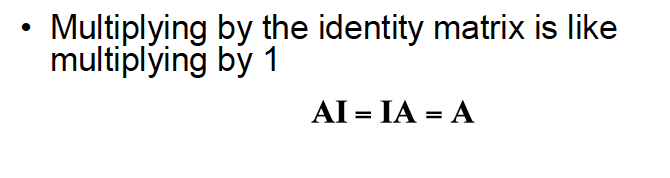 • Multiplying by the identity matrix is like
multiplying by 1
AI = IA = A